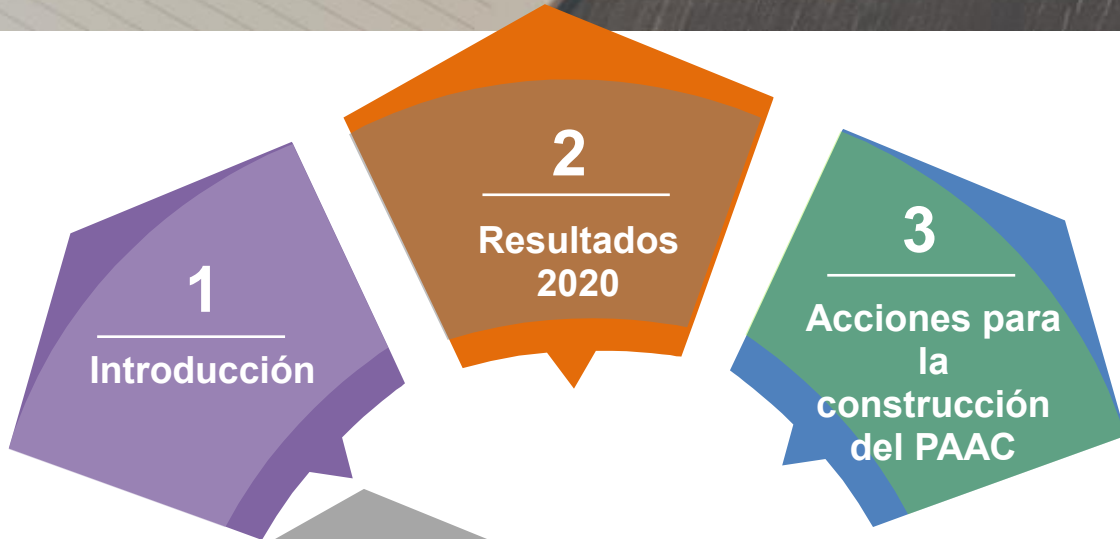 1
Introducción
2
Resultados
2020
3
Acciones para
la
construcción
del PAAC